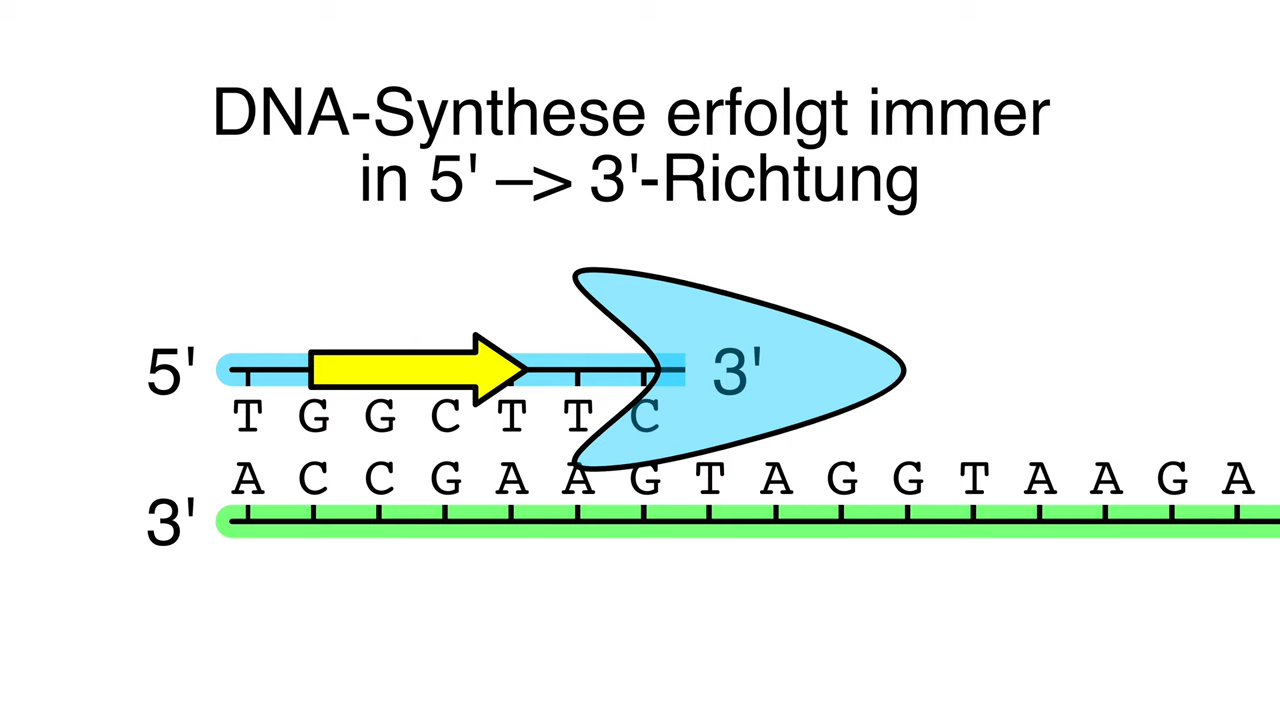 DNA-Synthese erfolgt immer
in 5' –> 3'-Richtung
5' 3'
T G G C T T C
A C C G A A G T A G G T A A G A
3'